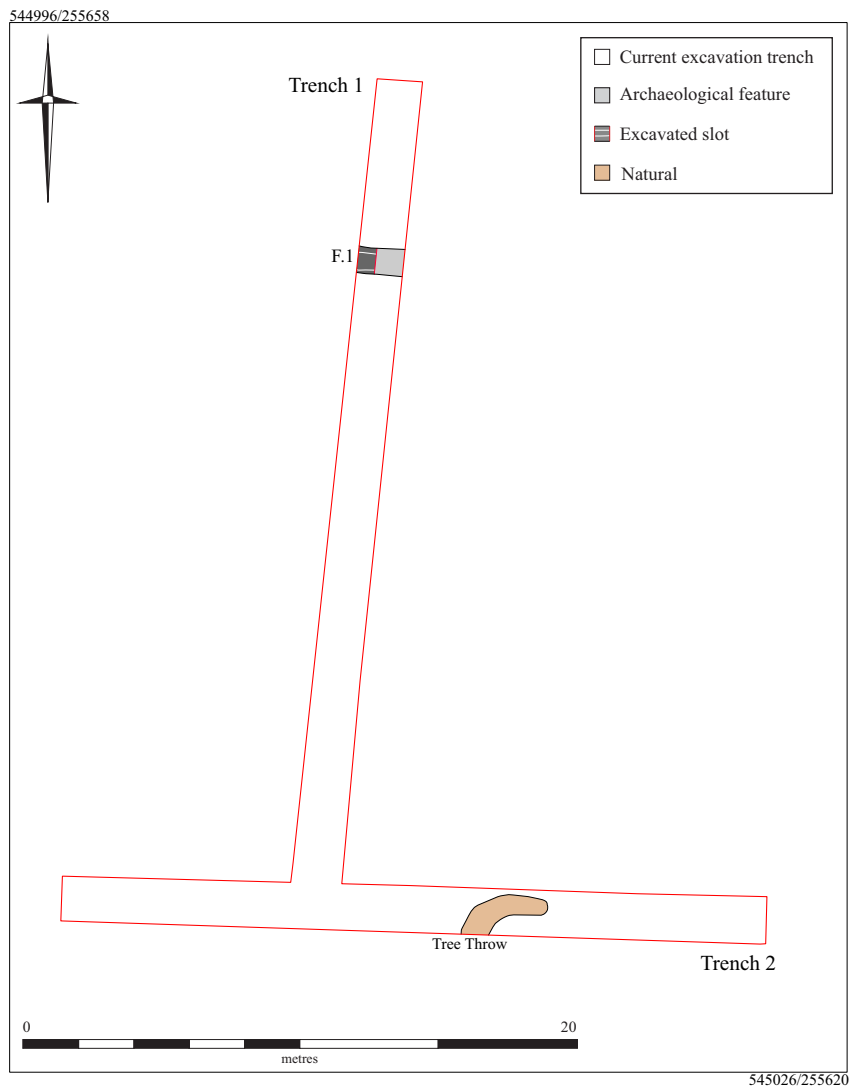 544996/255658
Trench 1
Current excavation trench
Archaeological feature
Excavated slot
Natural
F.1
Tree Throw
Trench 2
0 20
metres
545026/255620